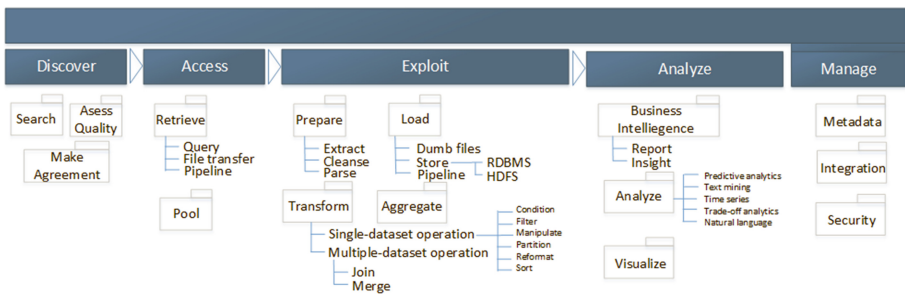 Discover
Access
Exploit
Analyze
Manage
Search
Asess
Quality
Make
Agreement
Retrieve
Query
File transfer
Pipeline
Pool
Prepare
Extract
Cleanse
Parse
Load
Dumb files
Store
RDBMS
HDFS
Pipeline
Transform
Aggregate
Single-dataset operation
Condition
Filter
Manipulate
Partition
Reformat
Sort
Multiple-dataset operation
Join
Merge
Business
Intelliegence
Report
Insight
Analyze
Predictive analytics
Text mining
Time series
Trade-off analytics
Natural language
Visualize
Metadata
Integration
Security